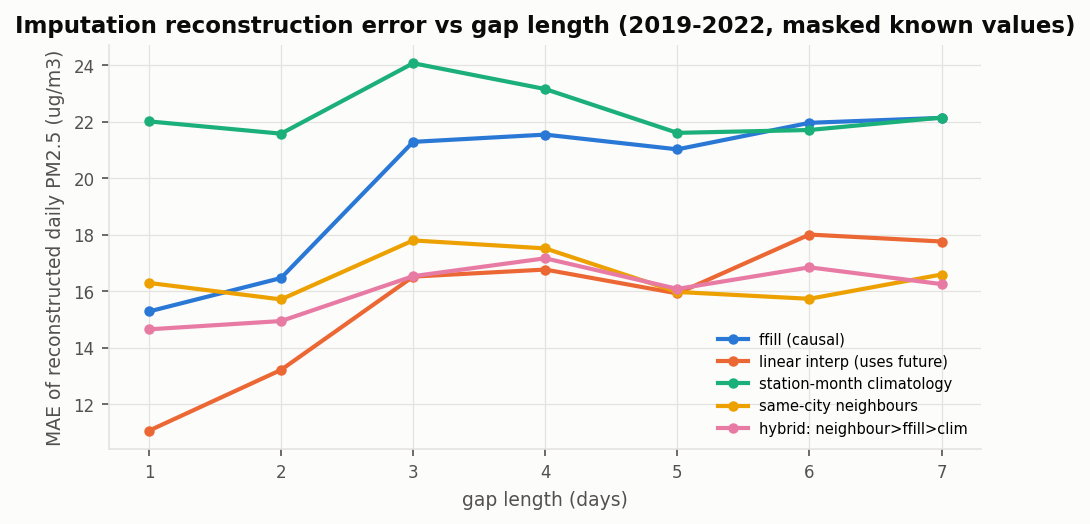 Imputation reconstruction error vs gap length (2019-2022, masked known values)
MAE of reconstructed daily PM2.5 (ug/m3)
24
22
20
18
16
14
12
ffill (causal)
linear interp (uses future)
station-month climatology
same-city neighbours
hybrid: neighbour>ffill>clim
1 2 3 4 5 6 7
gap length (days)